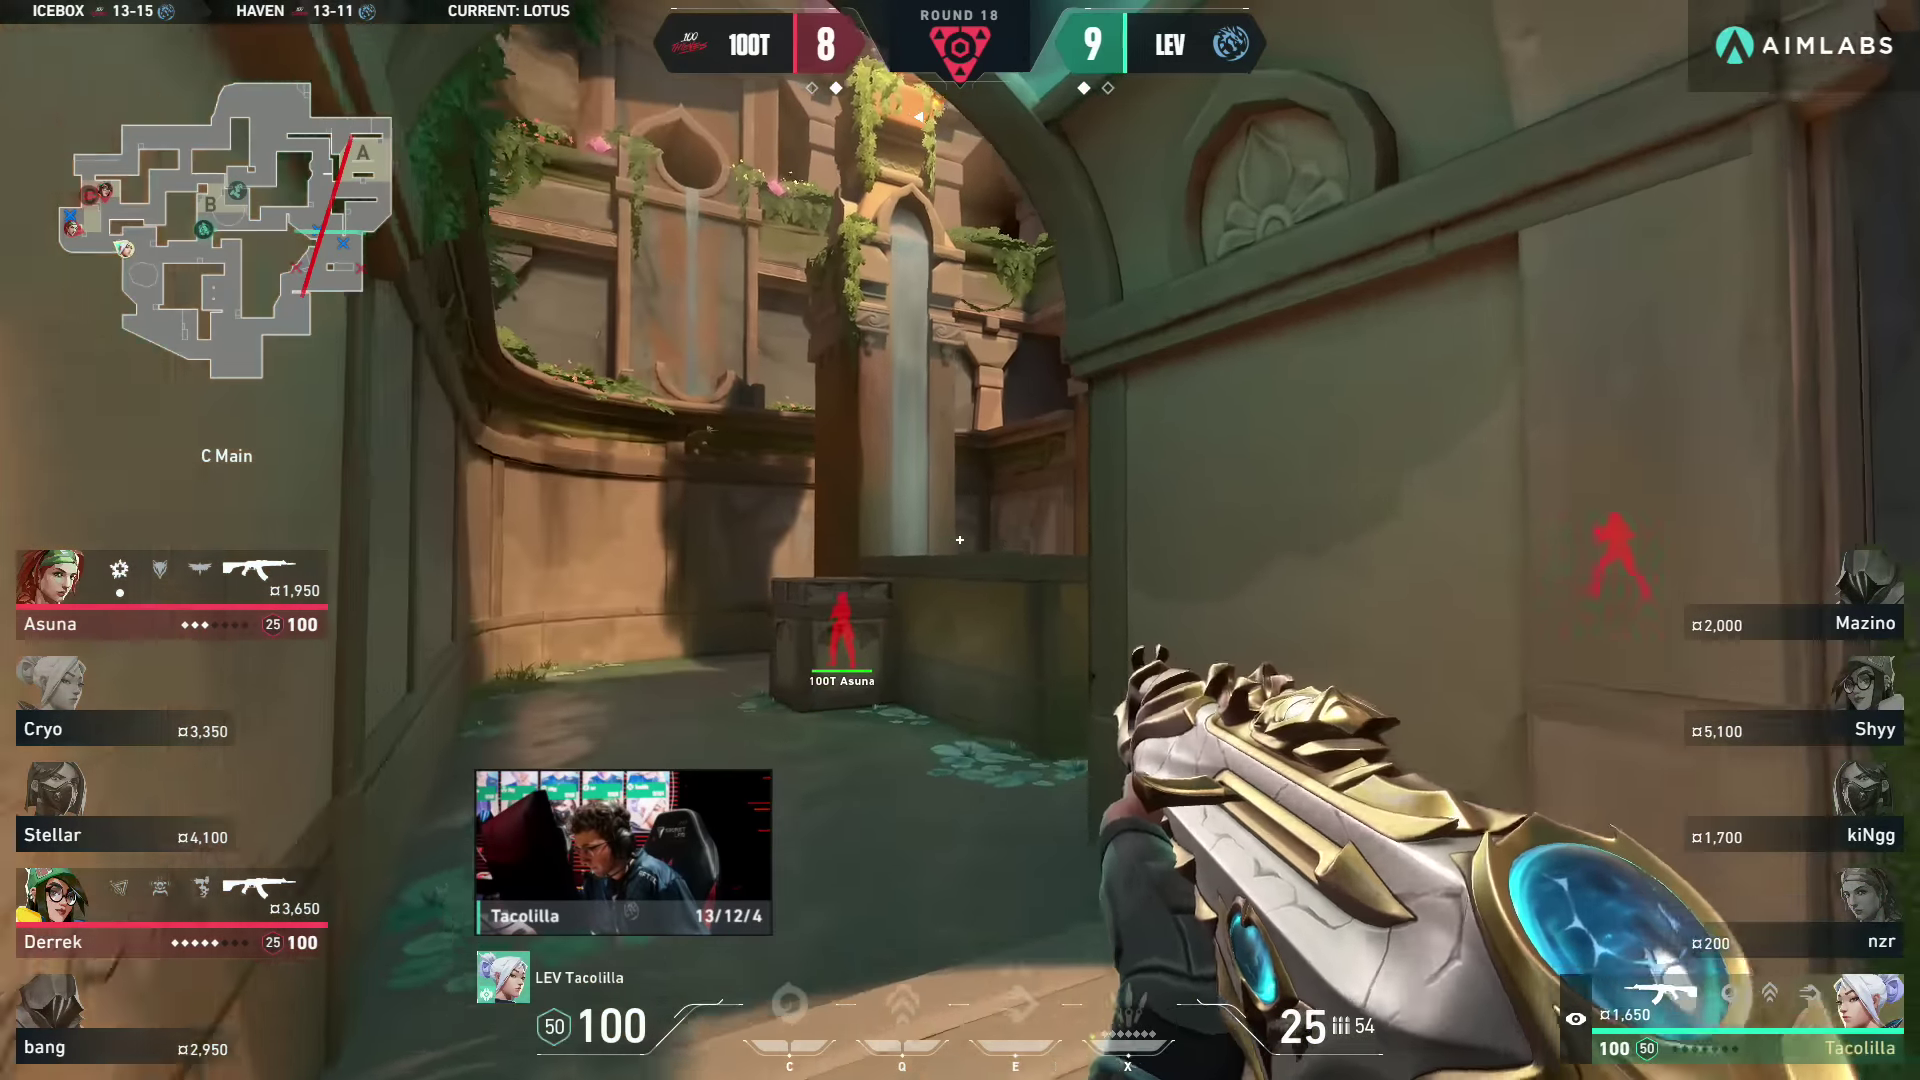 ICEBOX 13-15 HAVEN 13-11 CURRENT: LOTUS
ROUND 18
100T 8 9 LEV
AIMLABS
A
B
C
C Main
100T Asuna
¤1,950
Asuna 25 100
Cryo ¤3,350
Stellar ¤4,100
¤3,650
Derrek 25 100
bang ¤2,950
Tacolilla 13/12/4
LEV Tacolilla
50 100
C Q E X
25 54
¤2,000 Mazino
¤5,100 Shyy
¤1,700 kiNgg
¤200 nzr
¤1,650
100 50 Tacolilla